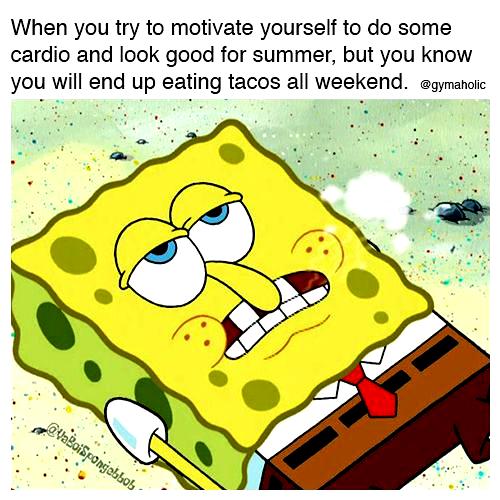 When you try to motivate yourself to do some
cardio and look good for summer, but you know
you will end up eating tacos all weekend. @gymaholic
@YaBoiSpongiebbob